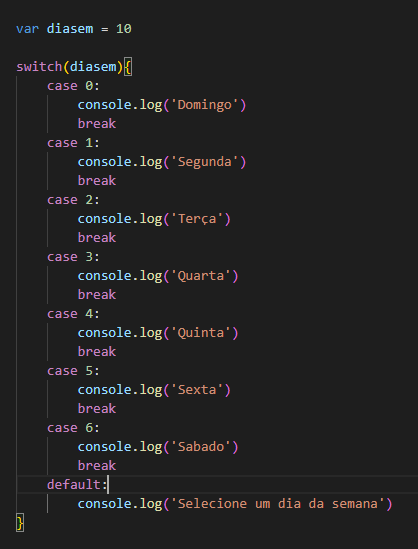 var diasem = 10
switch(diasem){
case 0:
console.log('Domingo')
break
case 1:
console.log('Segunda')
break
case 2:
console.log('Terça')
break
case 3:
console.log('Quarta')
break
case 4:
console.log('Quinta')
break
case 5:
console.log('Sexta')
break
case 6:
console.log('Sabado')
break
default:
console.log('Selecione um dia da semana')
}